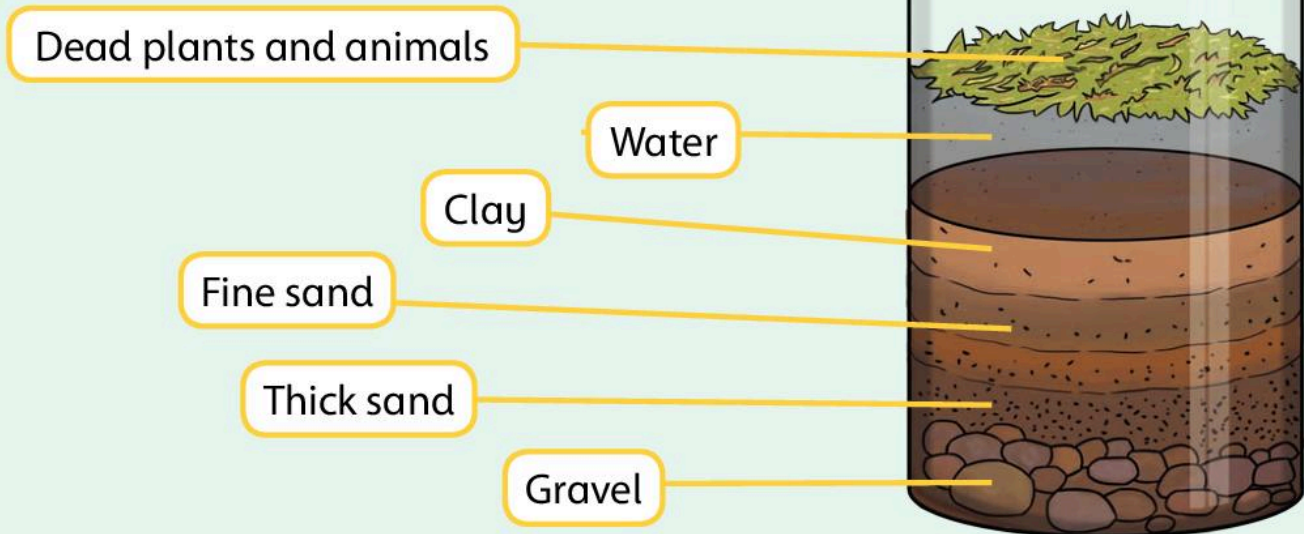 Dead plants and animals
Water
Clay
Fine sand
Thick sand
Gravel